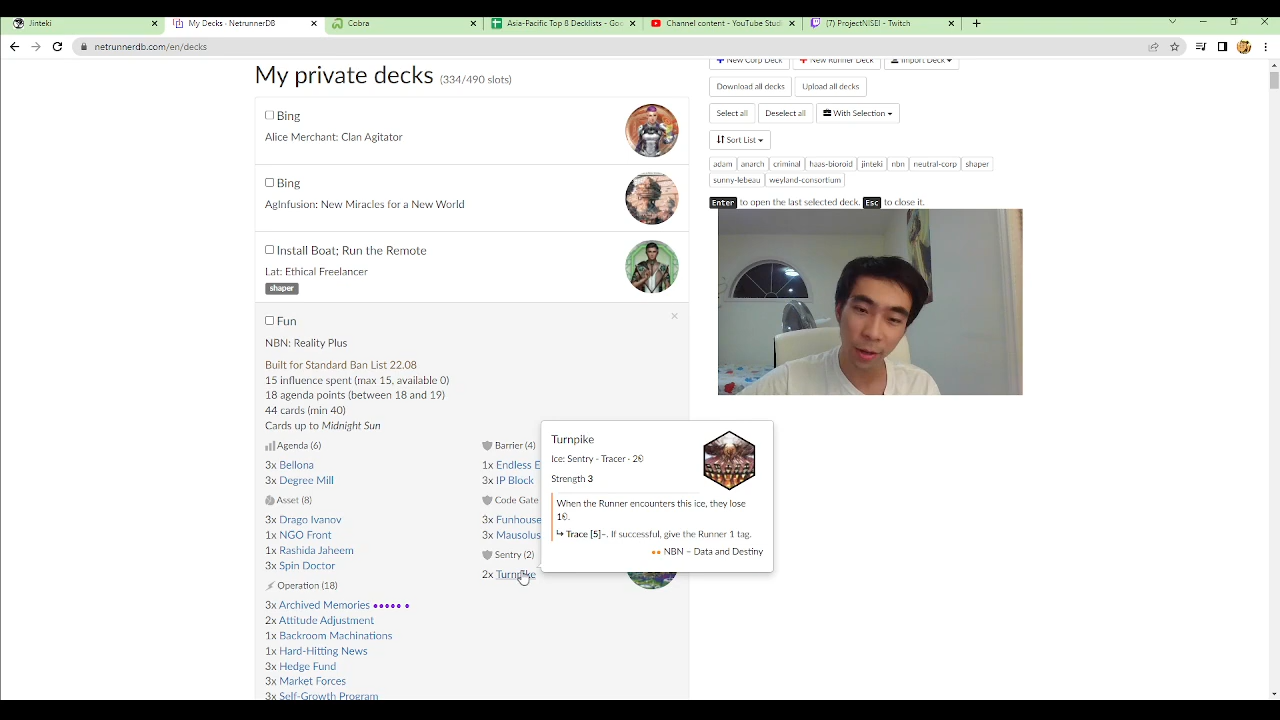 Jinteki
My Decks - NetrunnerDB
Cobra
Asia-Pacific Top 8 Decklists - Goo
Channel content - YouTube Stud
(7) ProjectNISEI - Twitch
netrunnerdb.com/en/decks
My private decks (334/490 slots)
Bing
Alice Merchant: Clan Agitator
Bing
AgInfusion: New Miracles for a New World
Install Boat; Run the Remote
Lat: Ethical Freelancer
shaper
Fun
NBN: Reality Plus
Built for Standard Ban List 22.08
15 influence spent (max 15, available 0)
18 agenda points (between 18 and 19)
44 cards (min 40)
Cards up to Midnight Sun
Agenda (6)
3x Bellona
3x Degree Mill
Asset (8)
3x Drago Ivanov
1x NGO Front
1x Rashida Jaheem
3x Spin Doctor
Operation (18)
3x Archived Memories
2x Attitude Adjustment
1x Backroom Machinations
1x Hard-Hitting News
3x Hedge Fund
3x Market Forces
3x Self-Growth Program
Barrier (4)
1x Endless E
3x IP Block
Code Gate
3x Funhouse
3x Mausolus
Sentry (2)
2x Turnpike
Turnpike
Ice: Sentry - Tracer - 2
Strength 3
When the Runner encounters this ice, they lose
1
Trace [5]–. If successful, give the Runner 1 tag.
NBN – Data and Destiny
New Corp Deck
New Runner Deck
Import Deck
Download all decks
Upload all decks
Select all
Deselect all
With Selection
Sort List
adam anarch criminal haas-bioroid jinteki nbn neutral-corp shaper
sunny-lebeau weyland-consortium
Enter to open the last selected deck. Esc to close it.